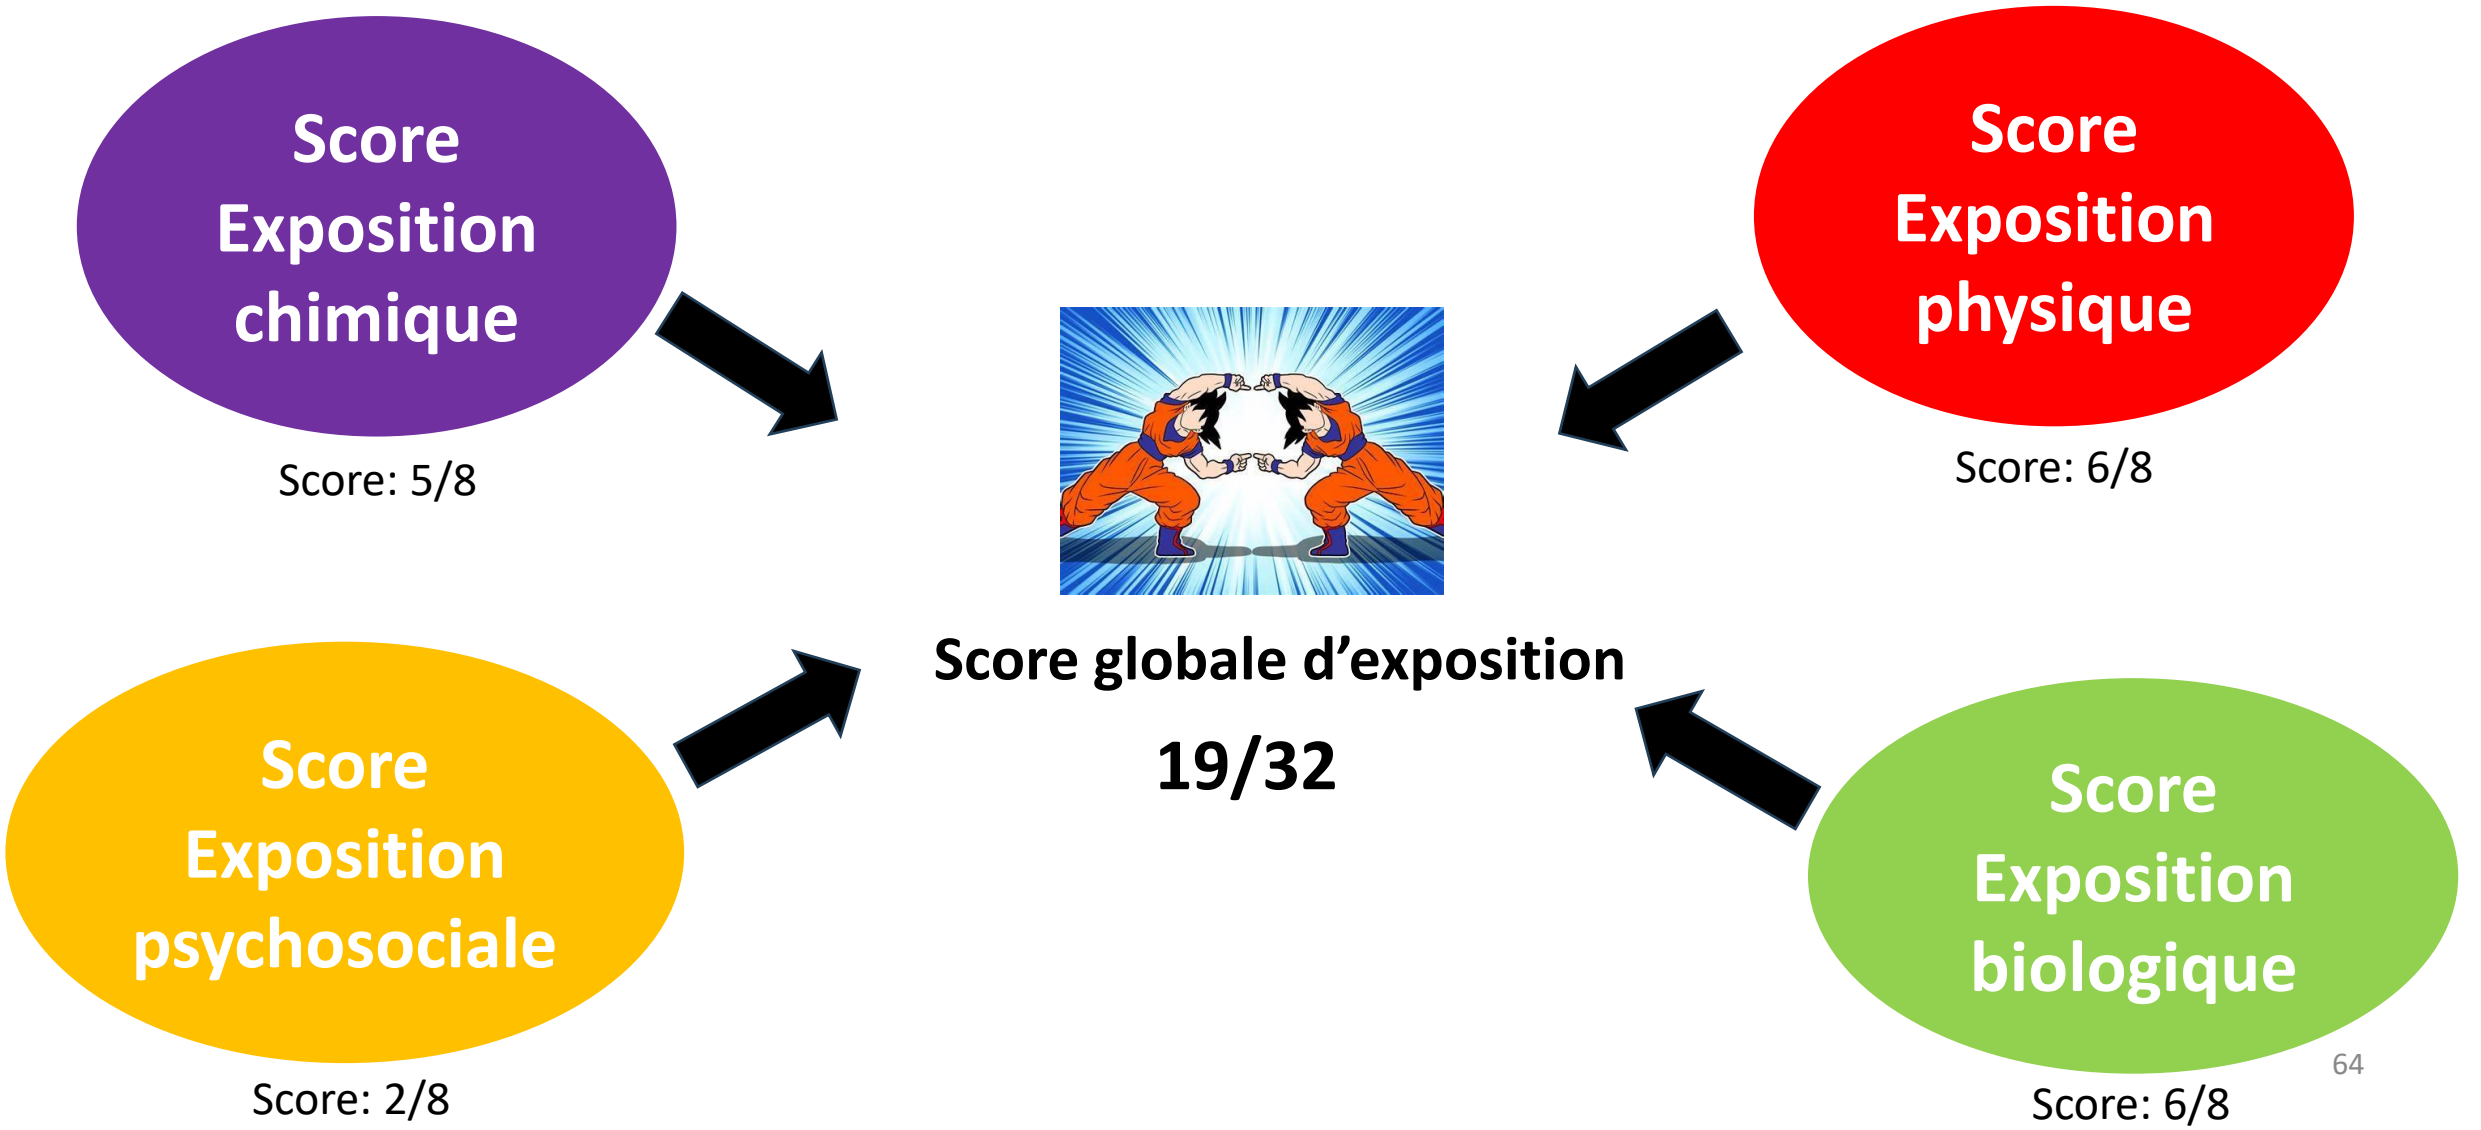 Score
Exposition
chimique
Score: 5/8
Score
Exposition
physique
Score: 6/8
Score globale d’exposition
19/32
Score
Exposition
psychosociale
Score: 2/8
Score
Exposition
biologique
Score: 6/8
64